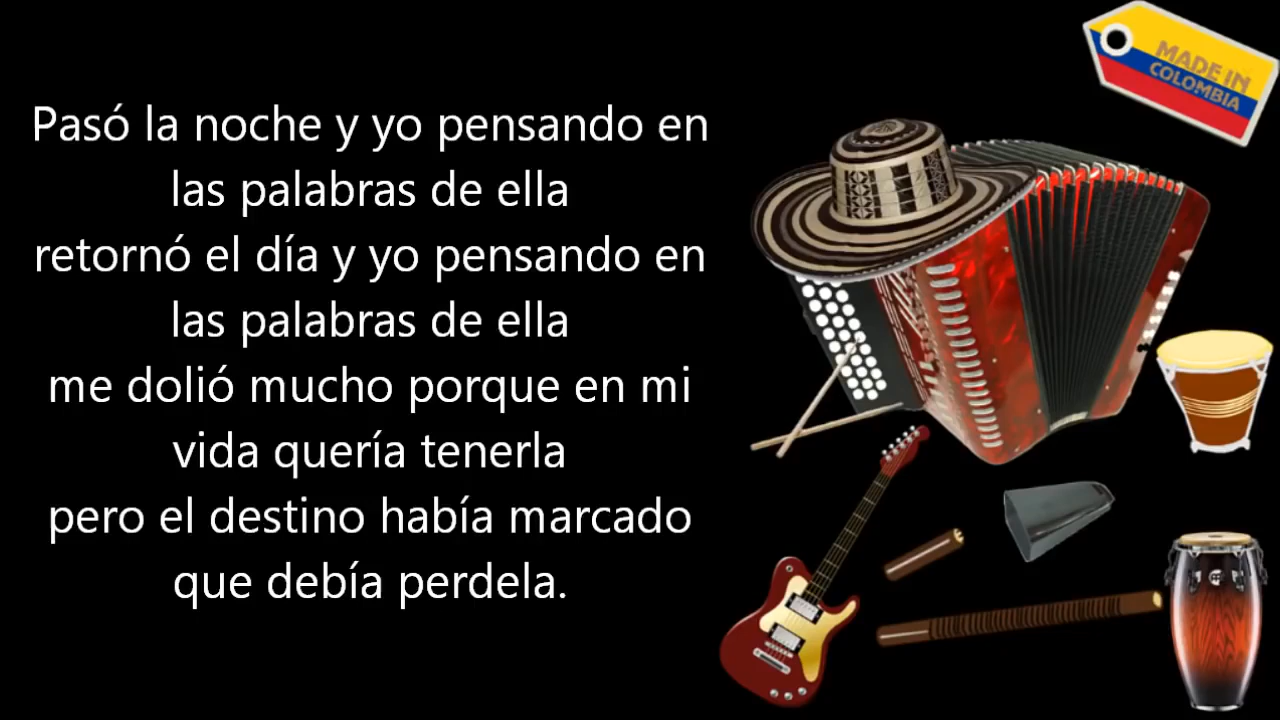 Pasó la noche y yo pensando en
las palabras de ella
retornó el día y yo pensando en
las palabras de ella
me dolió mucho porque en mi
vida quería tenerla
pero el destino había marcado
que debía perdela.
MADE IN
COLOMBIA